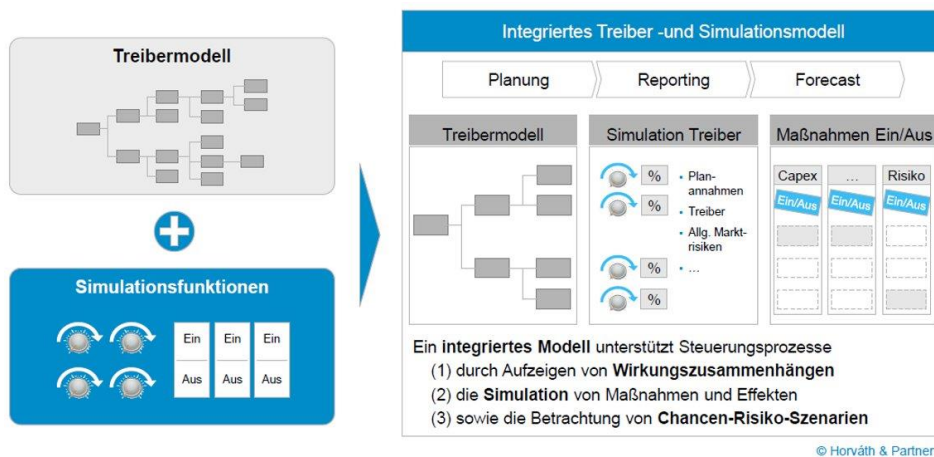 Treibermodell
Simulationsfunktionen
Ein Ein Ein
Aus Aus Aus
Integriertes Treiber -und Simulationsmodell
Planung
Reporting
Forecast
Treibermodell
Simulation Treiber
%
%
%
%
• Plan-
annahmen
• Treiber
• Allg. Markt-
risiken
• ...
Maßnahmen Ein/Aus
Capex ... Risiko
Ein/Aus Ein/Aus Ein/Aus
Ein integriertes Modell unterstützt Steuerungsprozesse
(1) durch Aufzeigen von Wirkungszusammenhängen
(2) die Simulation von Maßnahmen und Effekten
(3) sowie die Betrachtung von Chancen-Risiko-Szenarien
© Horváth & Partner